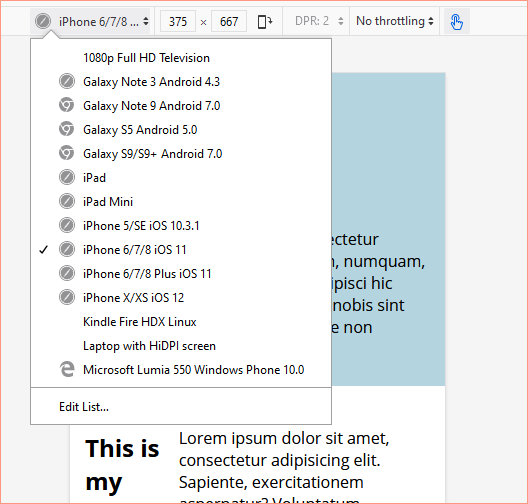 iPhone 6/7/8 ... 375 × 667 DPR: 2 No throttling
1080p Full HD Television
Galaxy Note 3 Android 4.3
Galaxy Note 9 Android 7.0
Galaxy S5 Android 5.0
Galaxy S9/S9+ Android 7.0
iPad
iPad Mini
iPhone 5/SE iOS 10.3.1
iPhone 6/7/8 iOS 11
iPhone 6/7/8 Plus iOS 11
iPhone X/XS iOS 12
Kindle Fire HDX Linux
Laptop with HiDPI screen
Microsoft Lumia 550 Windows Phone 10.0
Edit List...
ectetur
, numquam,
ipisci hic
nobis sint
e non
This is
my
Lorem ipsum dolor sit amet,
consectetur adipisicing elit.
Sapiente, exercitationem
aspernatur? Voluptatum